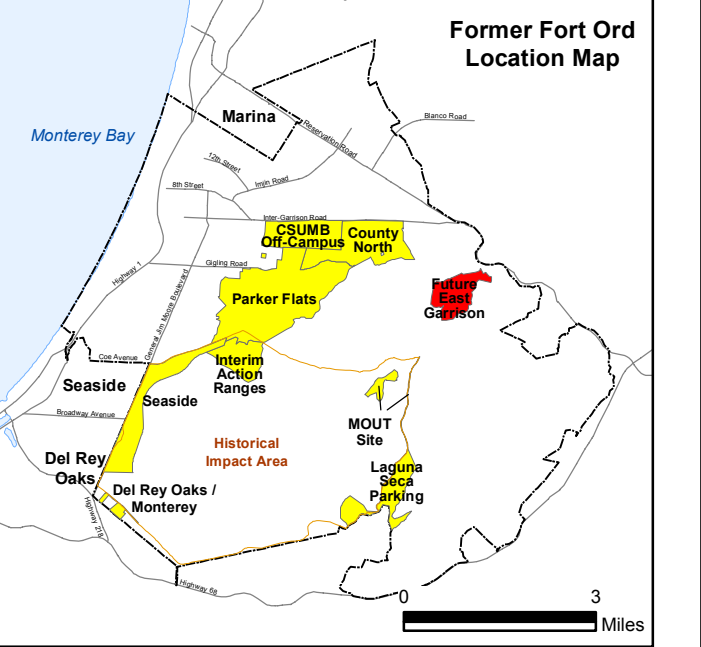 Former Fort Ord
Location Map
Marina
Blanco Road
Reservation Road
Monterey Bay
12th Street
Imjin Road
8th Street
Inter-Garrison Road
CSUMB
Off-Campus
County
North
Gigling Road
Highway 1
General Jim Moore Boulevard
Parker Flats
Future
East
Garrison
Coe Avenue
Interim
Action
Ranges
Seaside
Seaside
Broadway Avenue
MOUT
Site
Historical
Impact Area
Del Rey
Oaks
Laguna
Seca
Parking
Del Rey Oaks /
Monterey
Highway 218
Highway 68
0
3
Miles